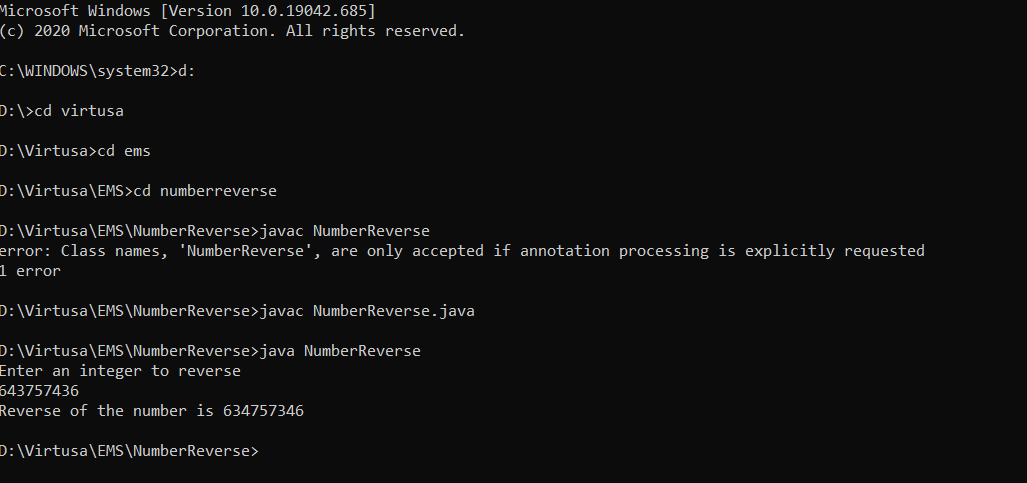 Microsoft Windows [Version 10.0.19042.685]
(c) 2020 Microsoft Corporation. All rights reserved.
C:\WINDOWS\system32>d:
D:\>cd virtusa
D:\Virtusa>cd ems
D:\Virtusa\EMS>cd numberreverse
D:\Virtusa\EMS\NumberReverse>javac NumberReverse
error: Class names, 'NumberReverse', are only accepted if annotation processing is explicitly requested
1 error
D:\Virtusa\EMS\NumberReverse>javac NumberReverse.java
D:\Virtusa\EMS\NumberReverse>java NumberReverse
Enter an integer to reverse
643757436
Reverse of the number is 634757346
D:\Virtusa\EMS\NumberReverse>